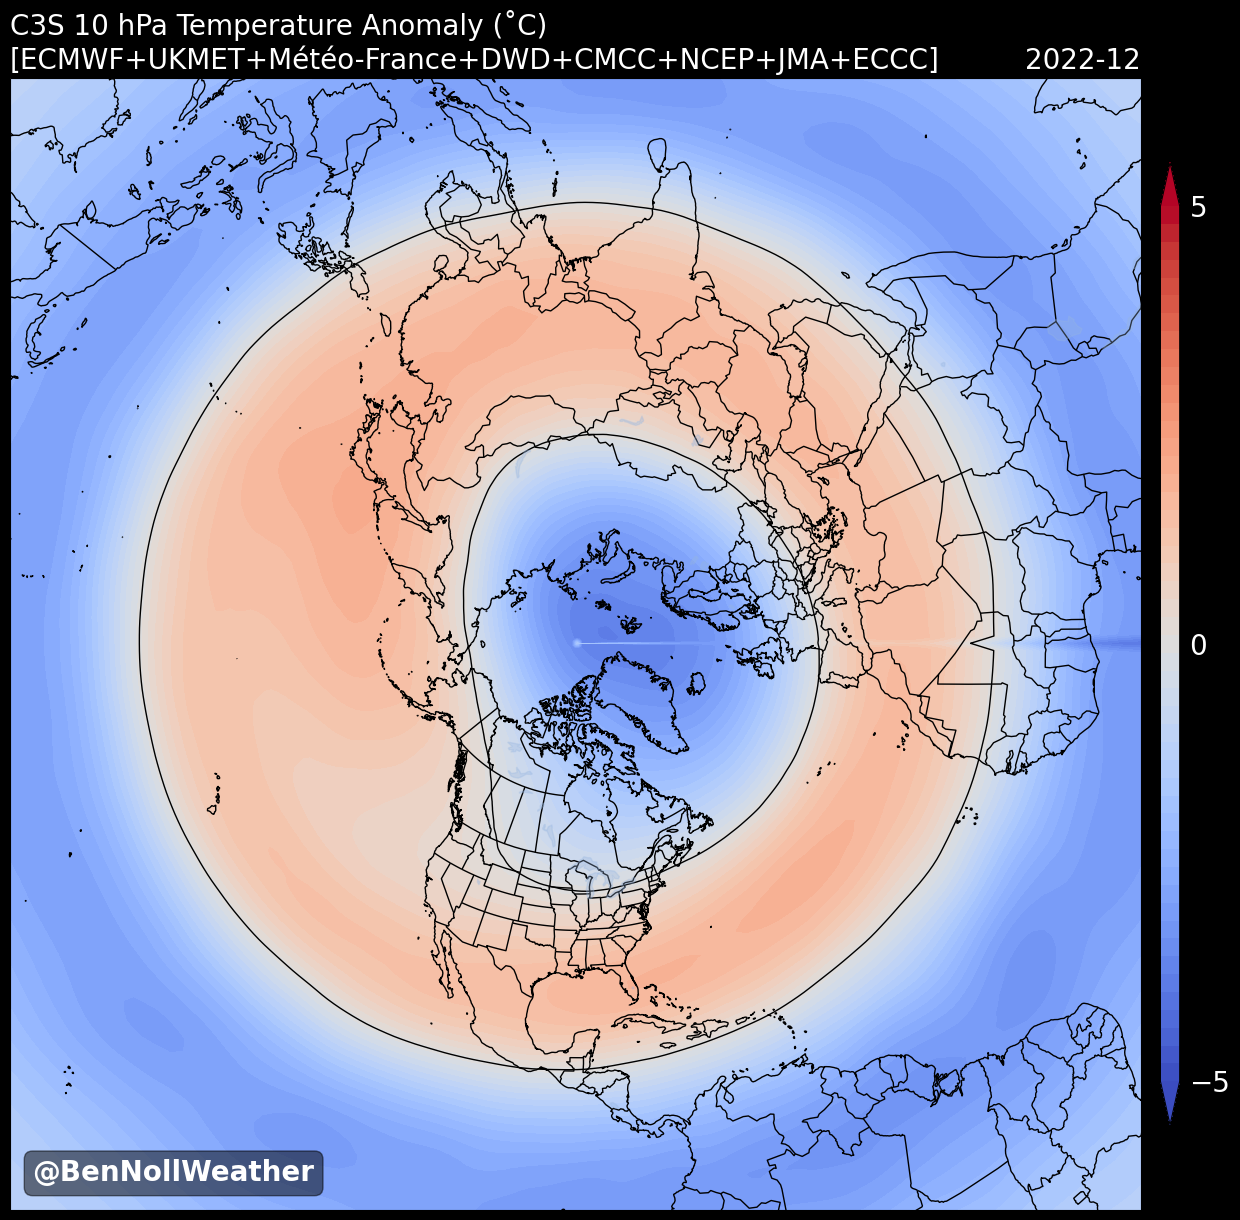 C3S 10 hPa Temperature Anomaly (˚C)
[ECMWF+UKMET+Météo-France+DWD+CMCC+NCEP+JMA+ECCC] 2022-12
5
0
−5
@BenNollWeather